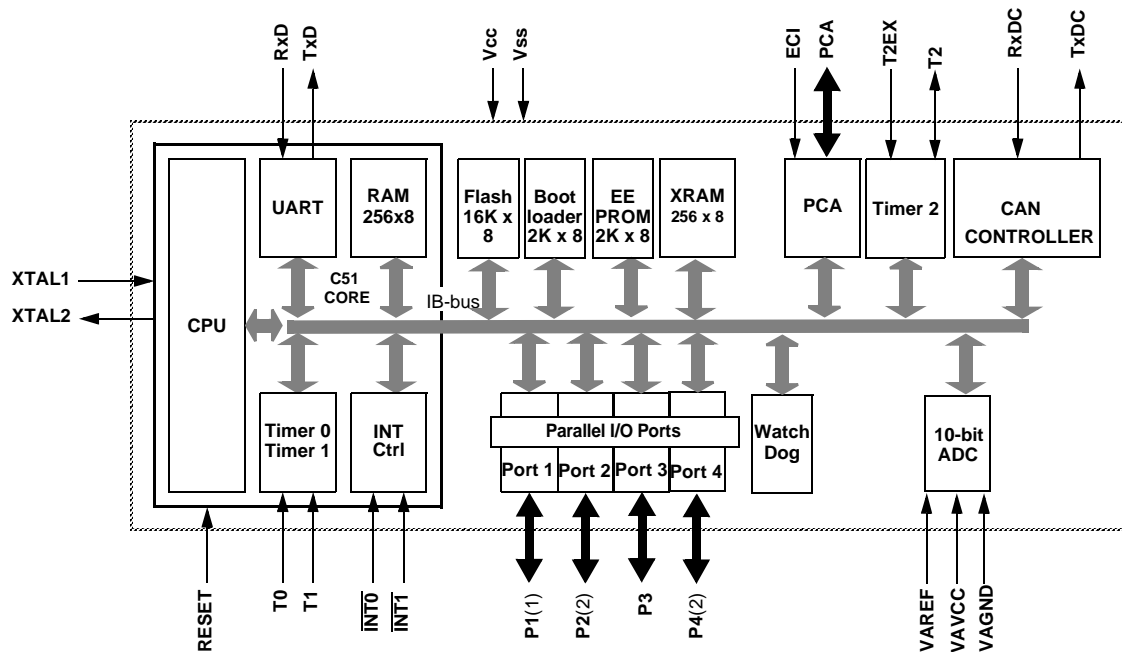 RxD
TxD
Vcc
Vss
ECI
PCA
T2EX
T2
RxDC
TxDC
XTAL1
XTAL2
CPU
UART
RAM
256x8
C51
CORE
IB-bus
Flash
16K x
8
Boot
loader
2K x 8
EE
PROM
2K x 8
XRAM
256 x 8
PCA
Timer 2
CAN
CONTROLLER
Timer 0
Timer 1
INT
Ctrl
Parallel I/O Ports
Port 1
Port 2
Port 3
Port 4
Watch
Dog
10-bit
ADC
RESET
T0
T1
INT0
INT1
P1(1)
P2(2)
P3
P4(2)
VAREF
VAVCC
VAGND